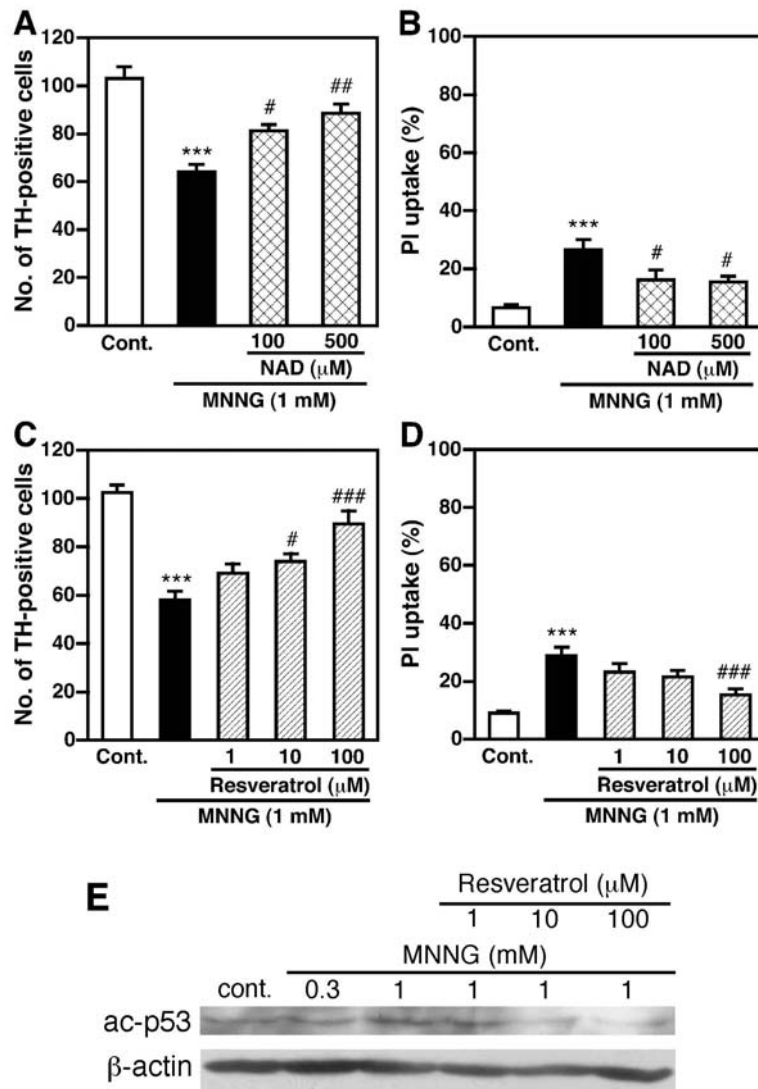 A
No. of TH-positive cells
120
100
80
60
40
20
0
***
#
##
Cont.
100
500
NAD (μM)
MNNG (1 mM)
B
PI uptake (%)
100
80
60
40
20
0
***
#
#
Cont.
100
500
NAD (μM)
MNNG (1 mM)
C
No. of TH-positive cells
120
100
80
60
40
20
0
***
#
###
Cont.
1
10
100
Resveratrol (μM)
MNNG (1 mM)
D
PI uptake (%)
100
80
60
40
20
0
***
###
Cont.
1
10
100
Resveratrol (μM)
MNNG (1 mM)
E
Resveratrol (μM)
1 10 100
MNNG (mM)
cont. 0.3 1 1 1 1
ac-p53
β-actin